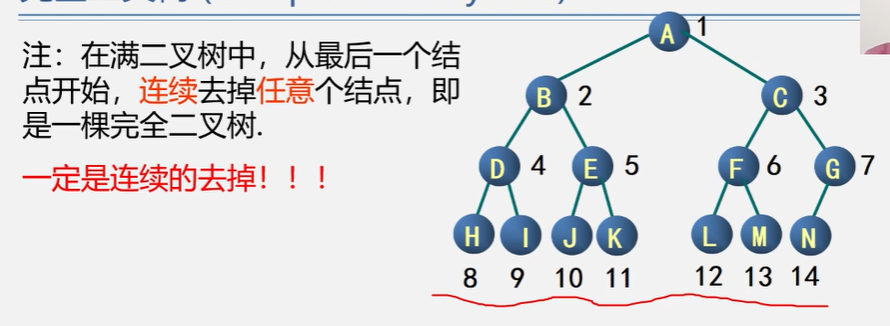 注：在满二叉树中，从最后一个结
点开始，连续去掉任意个结点，即
是一棵完全二叉树.
一定是连续的去掉！！！
A 1
B 2 C 3
D 4 E 5 F 6 G 7
H I J K L M N
8 9 10 11 12 13 14